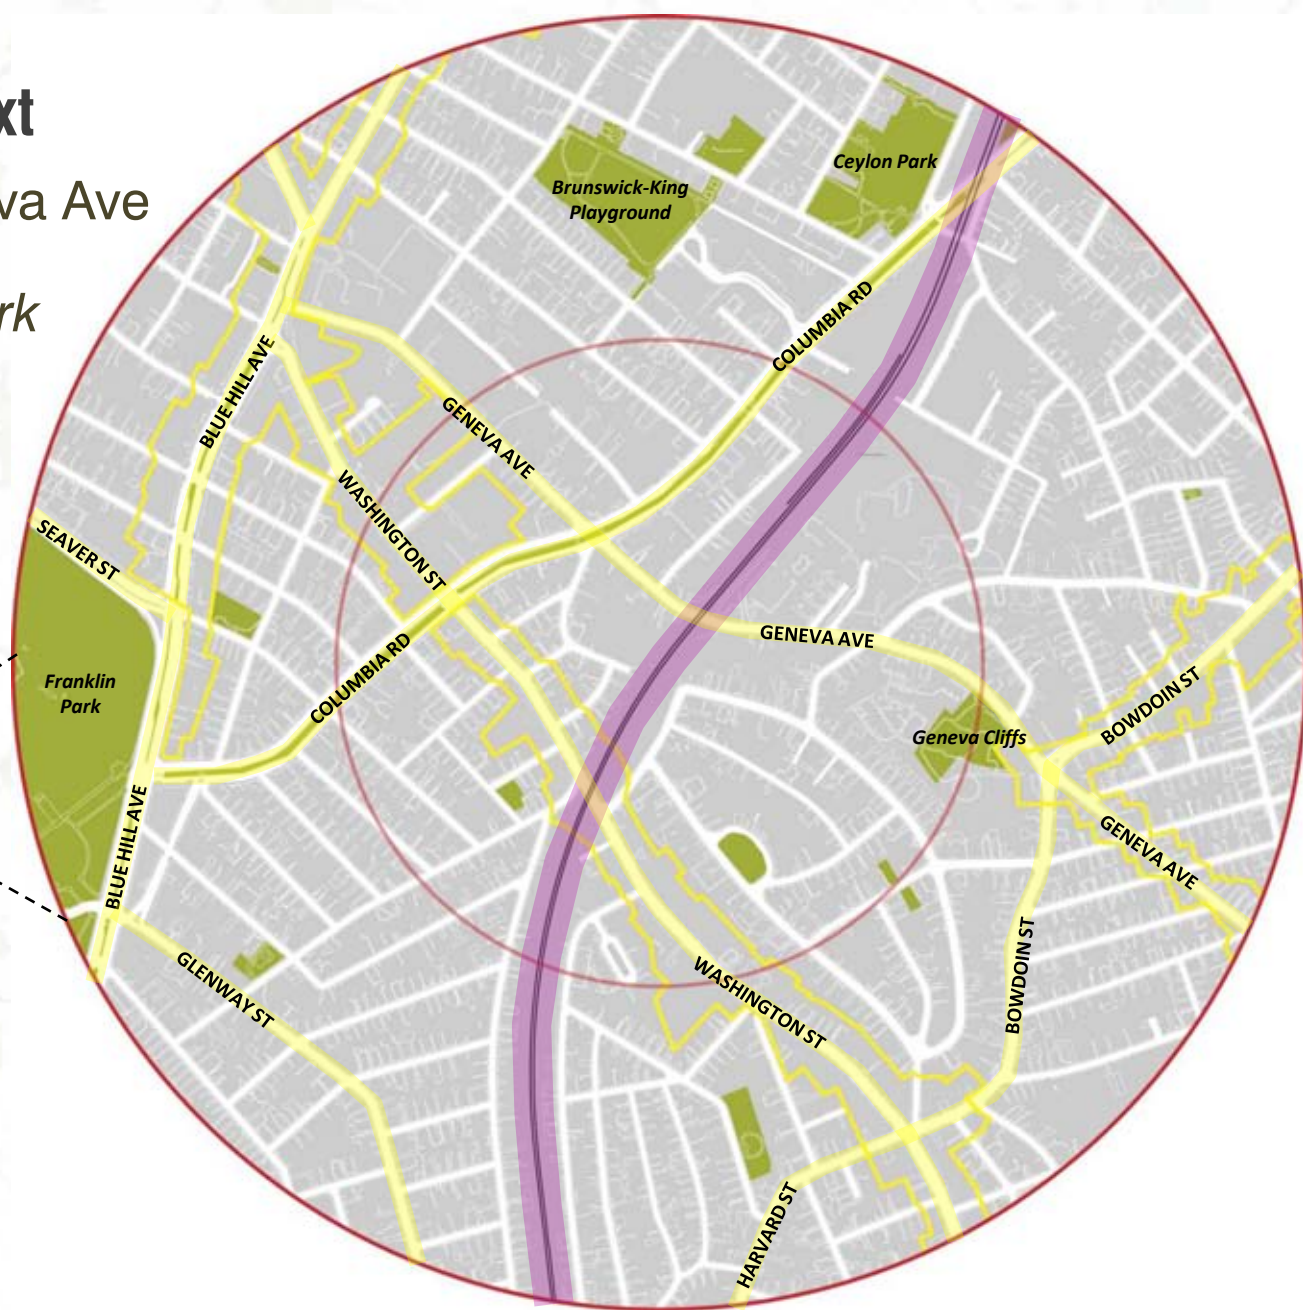 xt
va Ave
rk
Ceylon Park
Brunswick-King
Playground
COLUMBIA RD
BLUE HILL AVE
GENEVA AVE
WASHINGTON ST
SEAVER ST
GENEVA AVE
COLUMBIA RD
Franklin
Park
BOWDOIN ST
Geneva Cliffs
BLUE HILL AVE
GENEVA AVE
GLENWAY ST
WASHINGTON ST
BOWDOIN ST
HARVARD ST